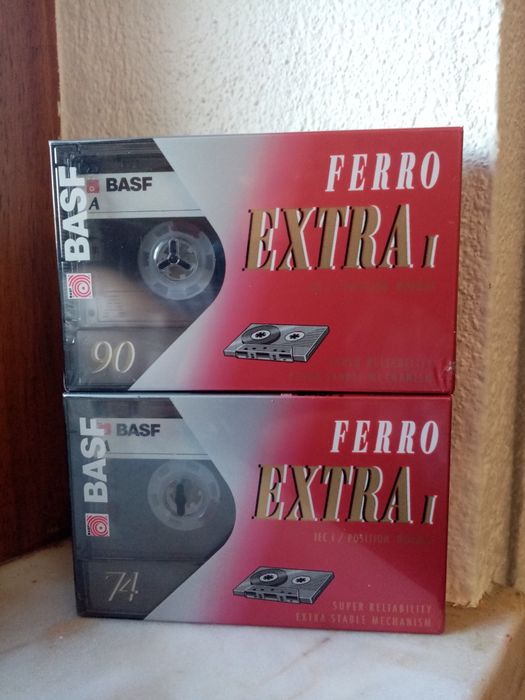 BASF
BASF
A
90
FERRO
EXTRA I
BASF
BASF
74
FERRO
EXTRA I
IEC I / POSITION NORMAL
SUPER RELIABILITY
EXTRA STABLE MECHANISM